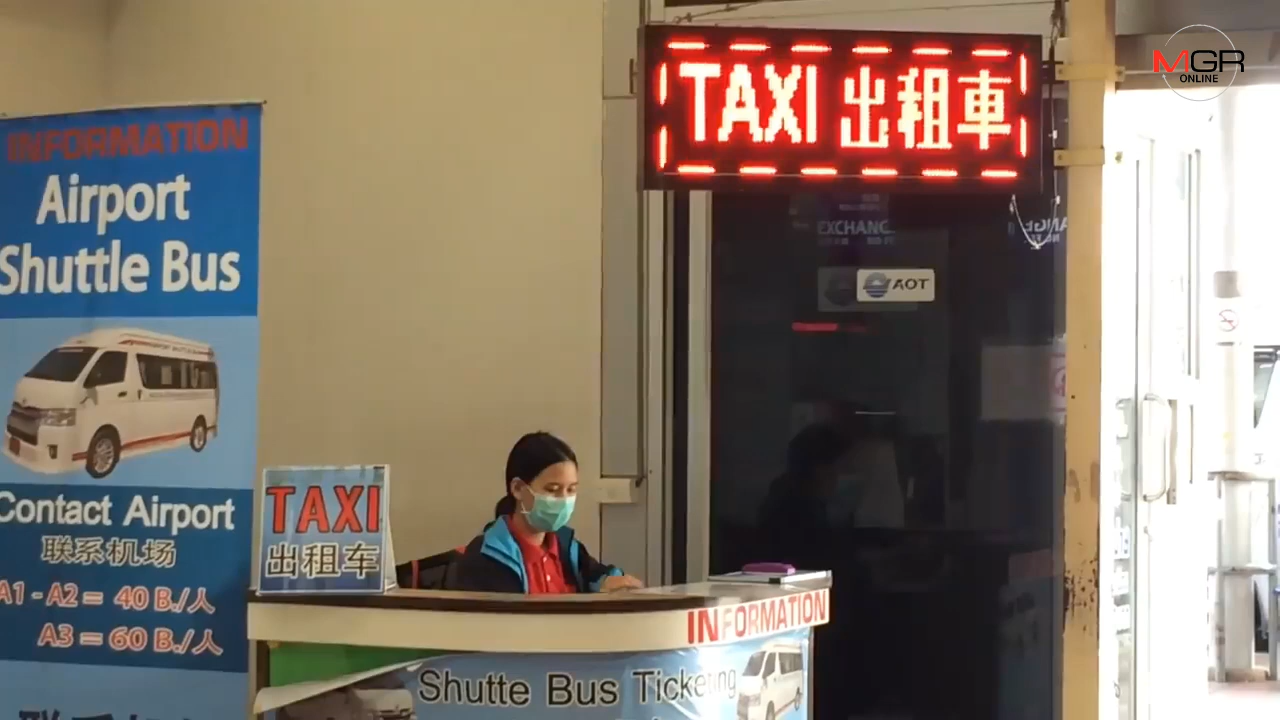 INFORMATION
Airport
Shuttle Bus
Contact Airport
联系机场
A1 - A2 = 40 B./人
A3 = 60 B./人
TAXI
出租车
TAXI 出租車
EXCHANG
AOT
INFORMATION
Shutte Bus Ticketing
MGR
ONLINE